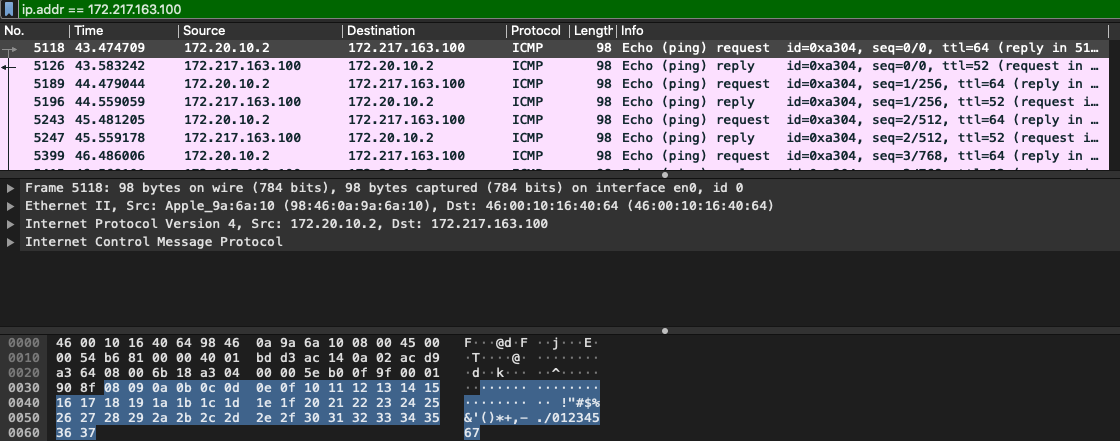 ip.addr == 172.217.163.100
No. Time Source Destination Protocol Length Info
5118 43.474709 172.20.10.2 172.217.163.100 ICMP 98 Echo (ping) request id=0xa304, seq=0/0, ttl=64 (reply in 51…
5126 43.583242 172.217.163.100 172.20.10.2 ICMP 98 Echo (ping) reply id=0xa304, seq=0/0, ttl=52 (request in …
5189 44.479044 172.20.10.2 172.217.163.100 ICMP 98 Echo (ping) request id=0xa304, seq=1/256, ttl=64 (reply in …
5196 44.559059 172.217.163.100 172.20.10.2 ICMP 98 Echo (ping) reply id=0xa304, seq=1/256, ttl=52 (request i…
5243 45.481205 172.20.10.2 172.217.163.100 ICMP 98 Echo (ping) request id=0xa304, seq=2/512, ttl=64 (reply in …
5247 45.559178 172.217.163.100 172.20.10.2 ICMP 98 Echo (ping) reply id=0xa304, seq=2/512, ttl=52 (request i…
5399 46.486006 172.20.10.2 172.217.163.100 ICMP 98 Echo (ping) request id=0xa304, seq=3/768, ttl=64 (reply in …
Frame 5118: 98 bytes on wire (784 bits), 98 bytes captured (784 bits) on interface en0, id 0
Ethernet II, Src: Apple_9a:6a:10 (98:46:0a:9a:6a:10), Dst: 46:00:10:16:40:64 (46:00:10:16:40:64)
Internet Protocol Version 4, Src: 172.20.10.2, Dst: 172.217.163.100
Internet Control Message Protocol
0000 46 00 10 16 40 64 98 46 0a 9a 6a 10 08 00 45 00 F···@d·F ··j···E·
0010 00 54 b6 81 00 00 40 01 bd d3 ac 14 0a 02 ac d9 ·T····@· ········
0020 a3 64 08 00 6b 18 a3 04 00 00 5e b0 0f 9f 00 01 ·d··k··· ··^·····
0030 90 8f 08 09 0a 0b 0c 0d 0e 0f 10 11 12 13 14 15 ········ ········
0040 16 17 18 19 1a 1b 1c 1d 1e 1f 20 21 22 23 24 25 ········ ·· !"#$%
0050 26 27 28 29 2a 2b 2c 2d 2e 2f 30 31 32 33 34 35 &'()*+,- ./012345
0060 36 37 67